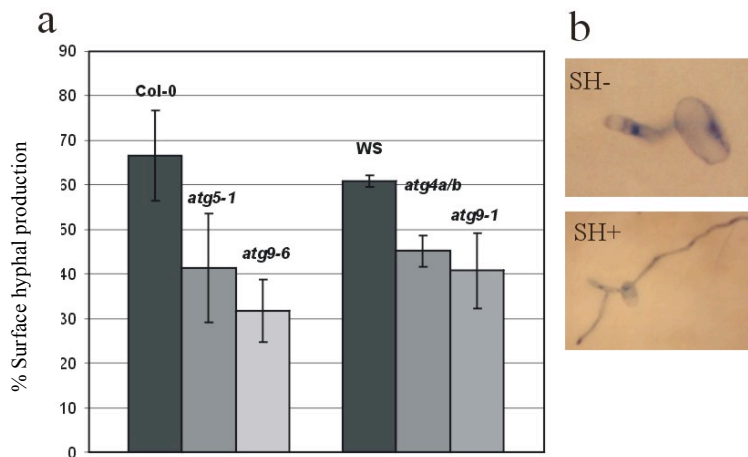 a
b
% Surface hyphal production
90
80
70
60
50
40
30
20
10
0
Col-0
atg5-1
atg9-6
WS
atg4a/b
atg9-1
SH-
SH+